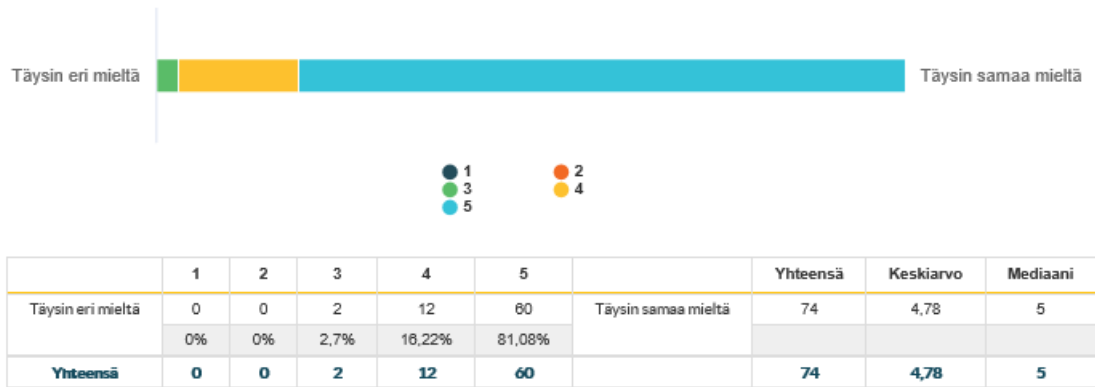 Täysin eri mieltä Täysin samaa mieltä
1 2
3 4
5
1 2 3 4 5 Yhteensä Keskiarvo Mediaani
Täysin eri mieltä 0 0 2 12 60 Täysin samaa mieltä 74 4,78 5
0% 0% 2,7% 16,22% 81,08%
Yhteensä 0 0 2 12 60 74 4,78 5